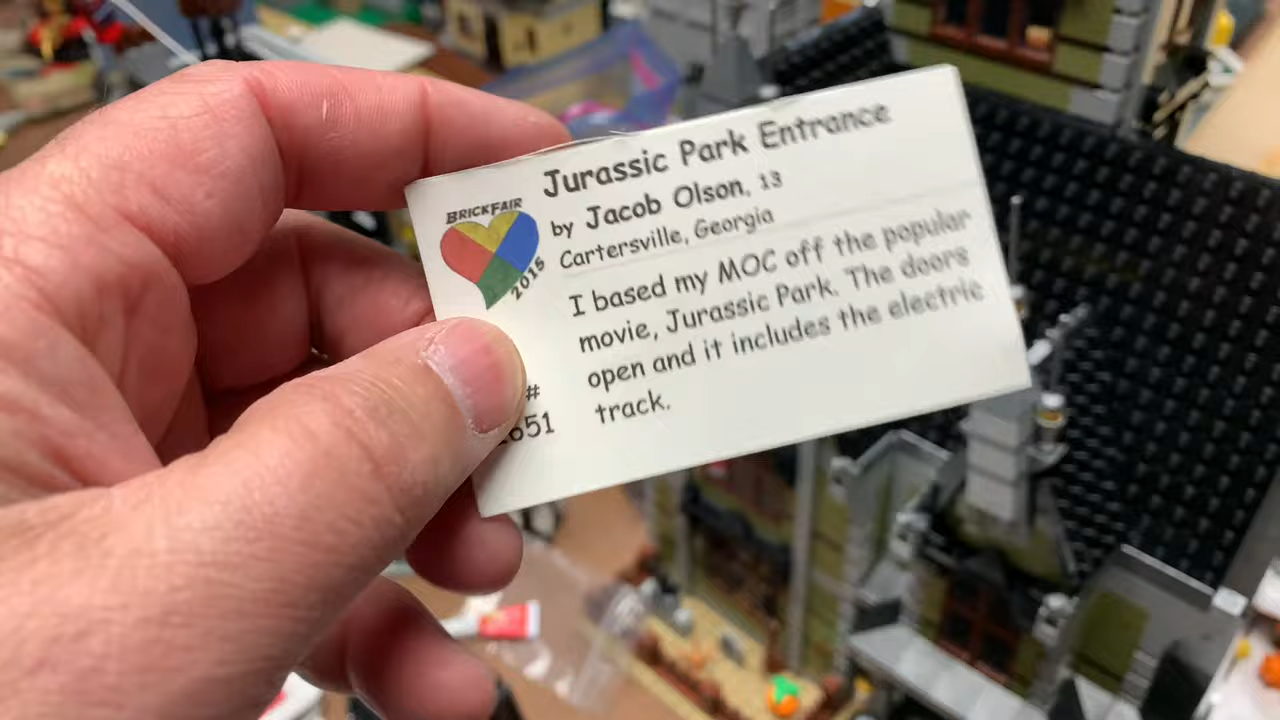 Jurassic Park Entrance
by Jacob Olson, 13
Cartersville, Georgia
BRICKFAIR
2015
I based my MOC off the popular
movie, Jurassic Park. The doors
open and it includes the electric
track.
#
651